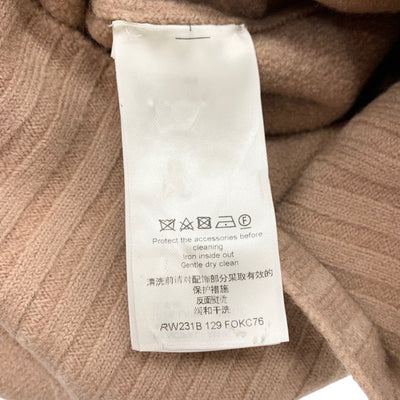 Protect the accessories before
cleaning
Iron inside out
Gentle dry clean
清洗前请对配饰部分采取有效的
保护措施
反面熨烫
缓和干洗
RW231B 129 FOKC76